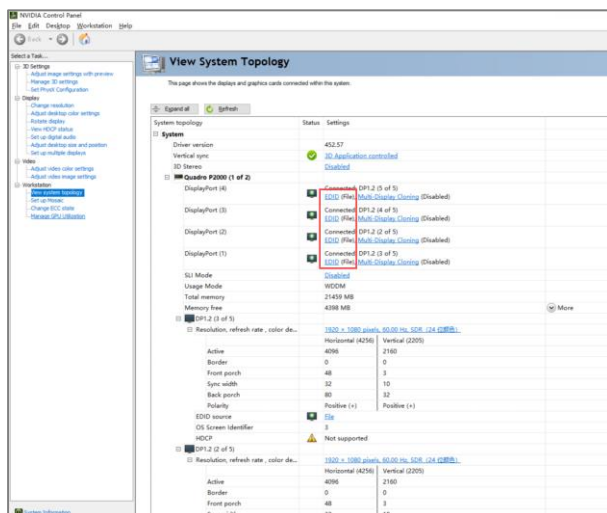 NVIDIA Control Panel
File Edit Desktop Workstation Help
Back
Select a Task...
3D Settings
Adjust image settings with preview
Manage 3D settings
Set PhysX Configuration
Display
Change resolution
Adjust desktop color settings
Rotate display
View HDCP status
Set up digital audio
Adjust desktop size and position
Set up multiple displays
Video
Adjust video color settings
Adjust video image settings
Workstation
View system topology
Set up Mosaic
Change ECC state
Manage GPU Utilization
System Information
View System Topology
This page shows the displays and graphics cards connected within the system.
Expand all Refresh
System topology Status Settings
System
Driver version 452.57
Vertical sync 3D Application controlled
3D Stereo Disabled
Quadro P2000 (1 of 2)
DisplayPort (4) Connected, DP1.2 (5 of 5)
EDID (File), Multi-Display Cloning (Disabled)
DisplayPort (3) Connected, DP1.2 (4 of 5)
EDID (File), Multi-Display Cloning (Disabled)
DisplayPort (2) Connected, DP1.2 (2 of 5)
EDID (File), Multi-Display Cloning (Disabled)
DisplayPort (1) Connected, DP1.2 (3 of 5)
EDID (File), Multi-Display Cloning (Disabled)
SLI Mode Disabled
Usage Mode WDDM
Total memory 21459 MB
Memory free 4398 MB More
DP1.2 (3 of 5)
Resolution, refresh rate , color de... 1920 × 1080 pixels, 60.00 Hz, SDR (24 位颜色)
Horizontal (4256) Vertical (2205)
Active 4096 2160
Border 0 0
Front porch 48 3
Sync width 32 10
Back porch 80 32
Polarity Positive (+) Positive (+)
EDID source File
OS Screen Identifier 3
HDCP Not supported
DP1.2 (2 of 5)
Resolution, refresh rate , color de... 1920 × 1080 pixels, 60.00 Hz, SDR (24 位颜色)
Horizontal (4256) Vertical (2205)
Active 4096 2160
Border 0 0
Front porch 48 3